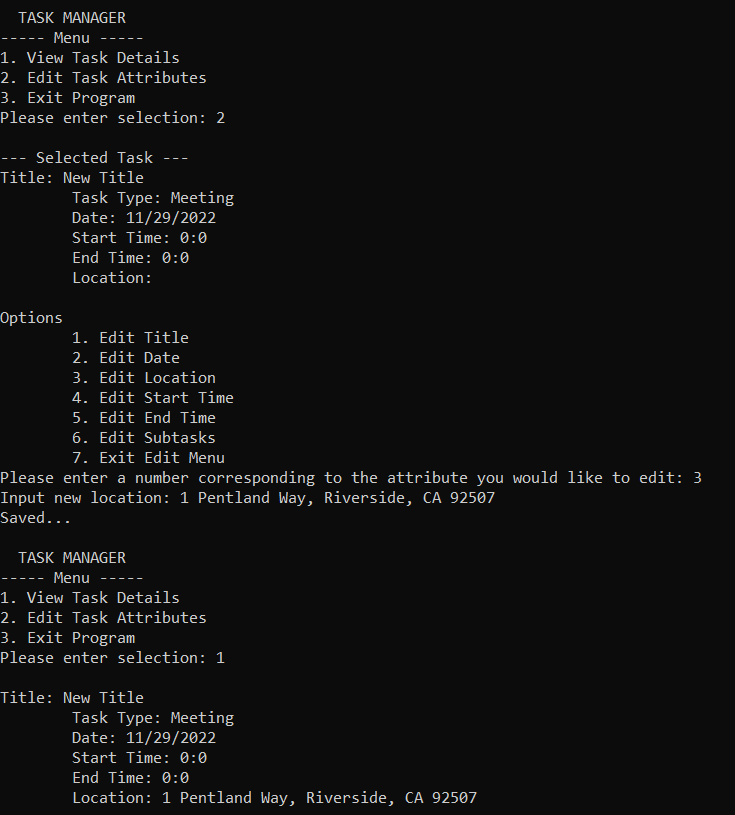 TASK MANAGER
----- Menu -----
1. View Task Details
2. Edit Task Attributes
3. Exit Program
Please enter selection: 2
--- Selected Task ---
Title: New Title
Task Type: Meeting
Date: 11/29/2022
Start Time: 0:0
End Time: 0:0
Location:
Options
1. Edit Title
2. Edit Date
3. Edit Location
4. Edit Start Time
5. Edit End Time
6. Edit Subtasks
7. Exit Edit Menu
Please enter a number corresponding to the attribute you would like to edit: 3
Input new location: 1 Pentland Way, Riverside, CA 92507
Saved...
TASK MANAGER
----- Menu -----
1. View Task Details
2. Edit Task Attributes
3. Exit Program
Please enter selection: 1
Title: New Title
Task Type: Meeting
Date: 11/29/2022
Start Time: 0:0
End Time: 0:0
Location: 1 Pentland Way, Riverside, CA 92507